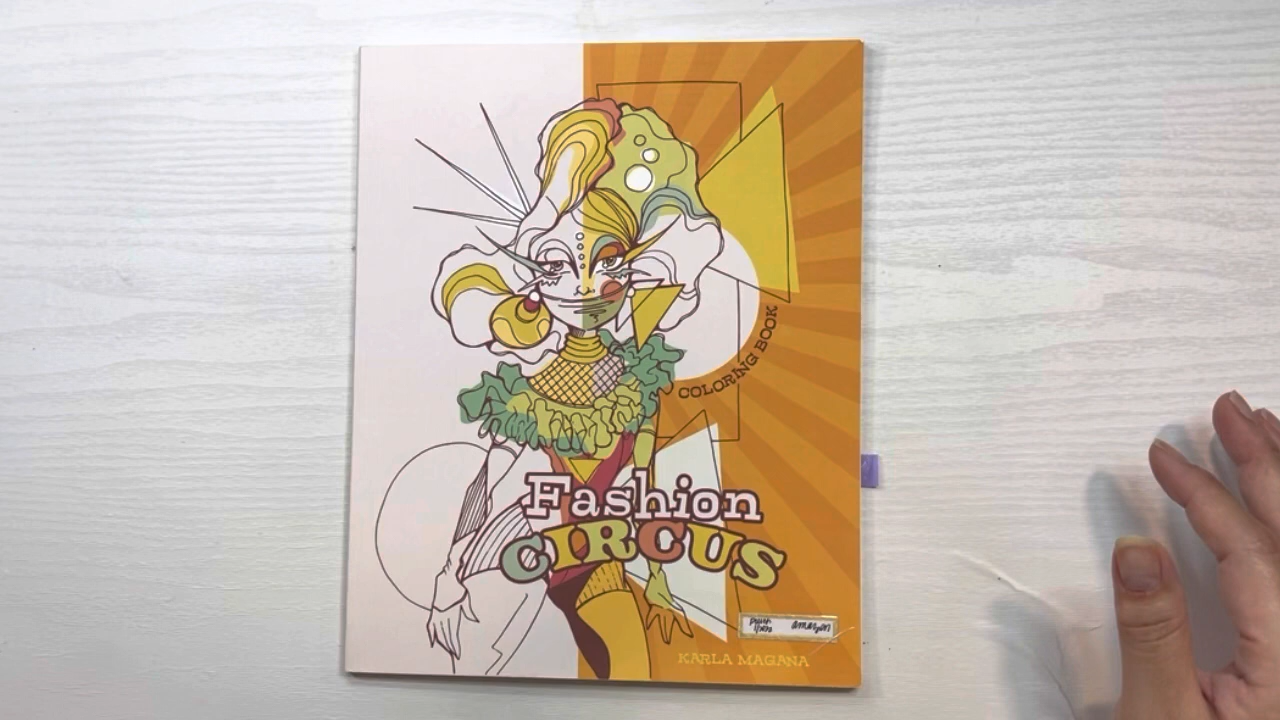 COLORING BOOK
Fashion
CIRCUS
amazon
KARLA MAGANA